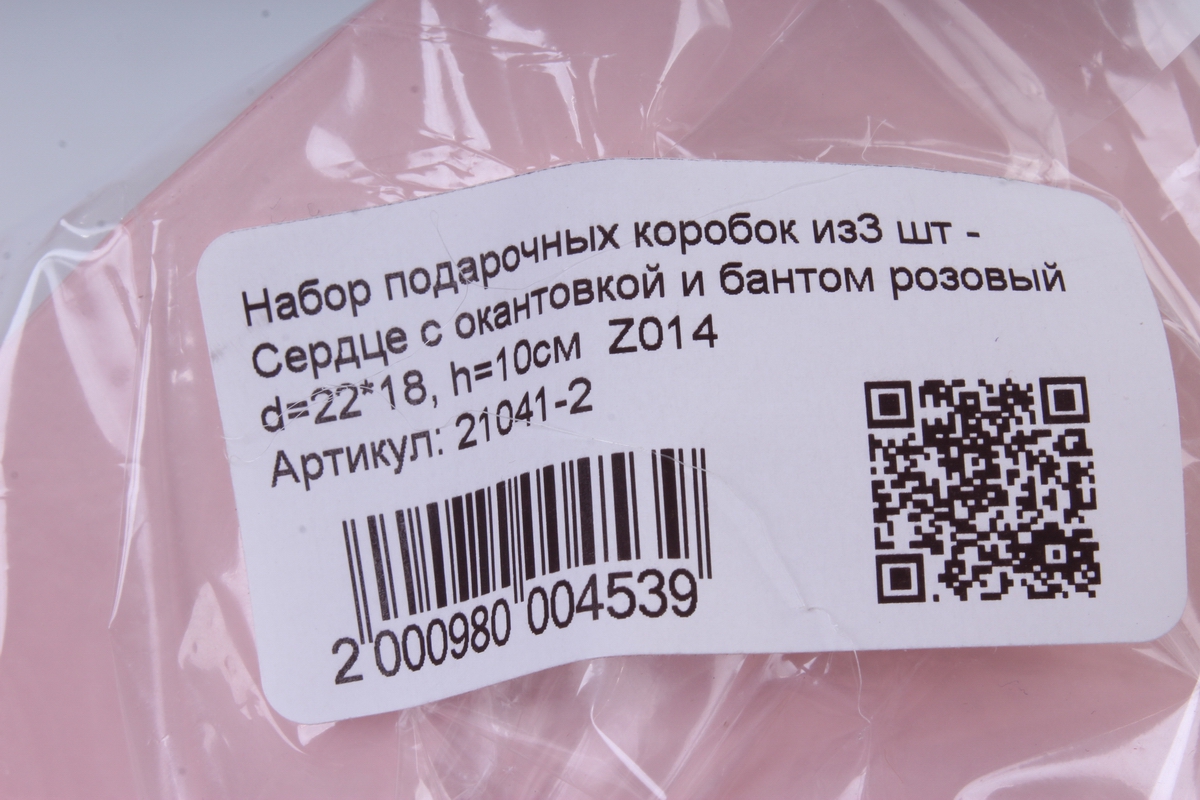 Набор подарочных коробок из3 шт -
Сердце с окантовкой и бантом розовый
d=22*18, h=10см Z014
Артикул: 21041-2
2 000980 004539